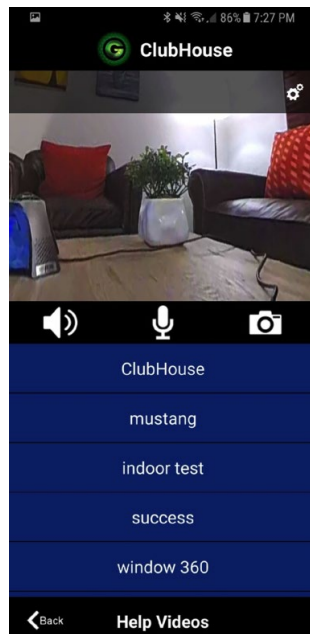 86% 7:27 PM
G ClubHouse
ClubHouse
mustang
indoor test
success
window 360
Back Help Videos